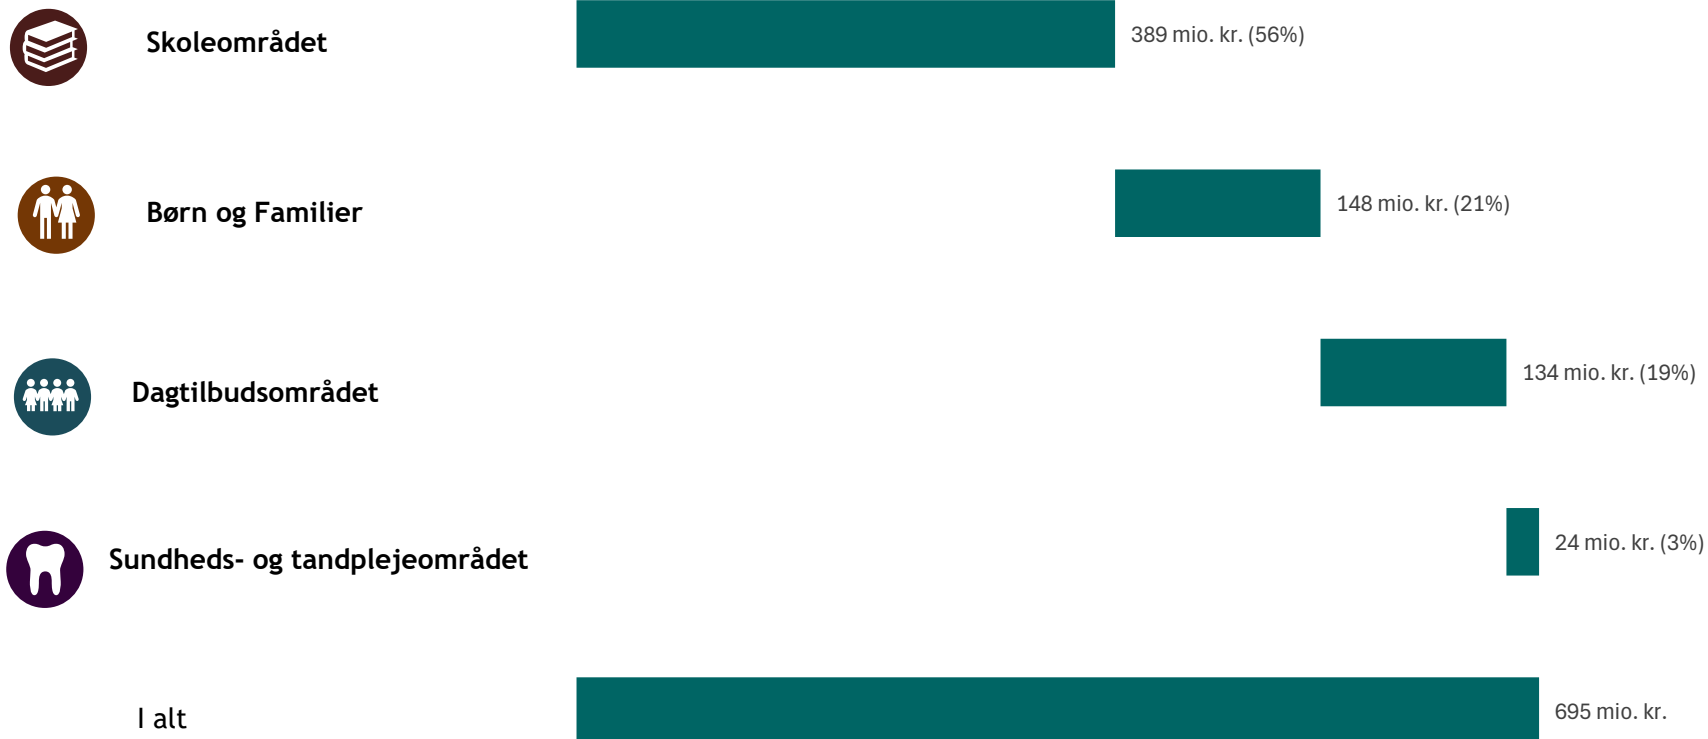 Skoleområdet
389 mio. kr. (56%)
Børn og Familier
148 mio. kr. (21%)
Dagtilbudsområdet
134 mio. kr. (19%)
Sundheds- og tandplejeområdet
24 mio. kr. (3%)
I alt
695 mio. kr.